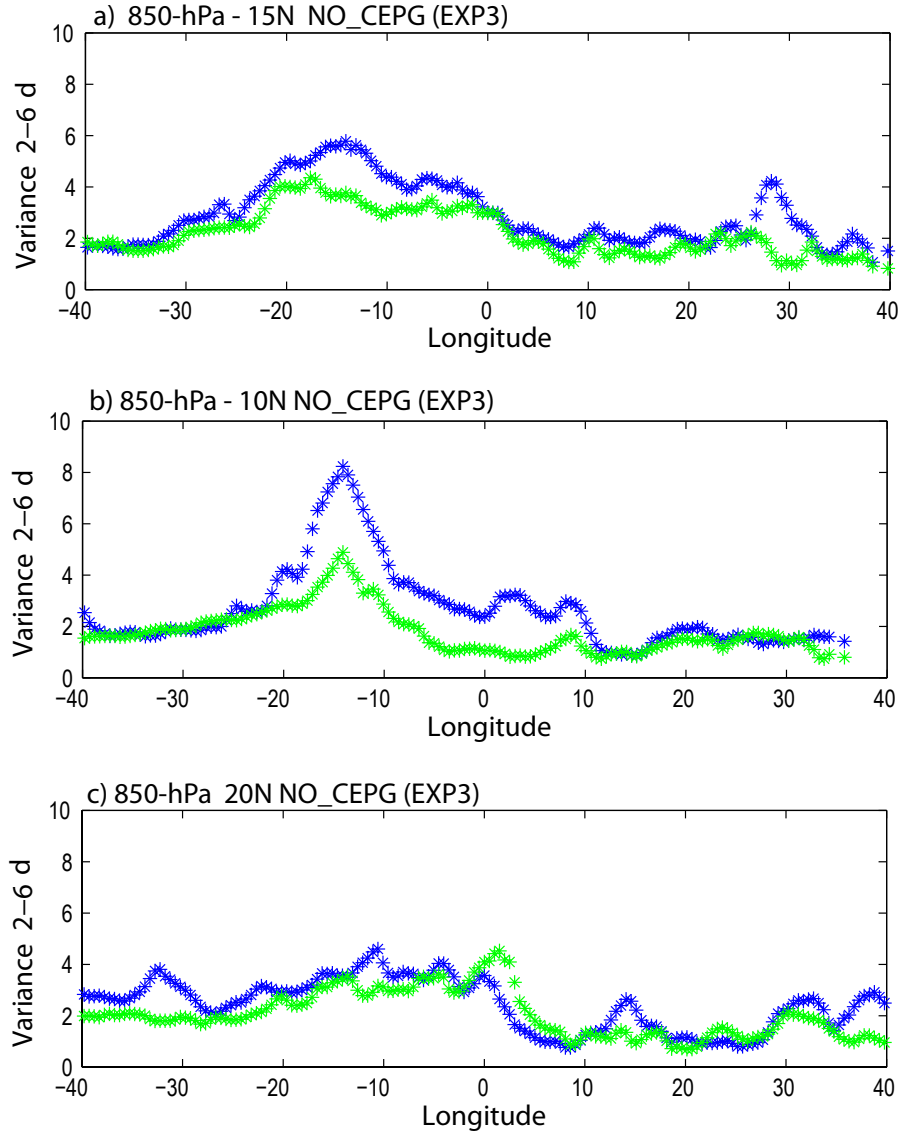 a)  850-hPa - 15N  NO_CEPG (EXP3)
10
8
6
4
2
0
Variance  2−6  d
−40 −30 −20 −10 0 10 20 30 40
Longitude
b) 850-hPa - 10N NO_CEPG (EXP3)
10
8
6
4
2
0
Variance  2−6  d
−40 −30 −20 −10 0 10 20 30 40
Longitude
c) 850-hPa  20N NO_CEPG (EXP3)
10
8
6
4
2
0
Variance  2−6  d
−40 −30 −20 −10 0 10 20 30 40
Longitude